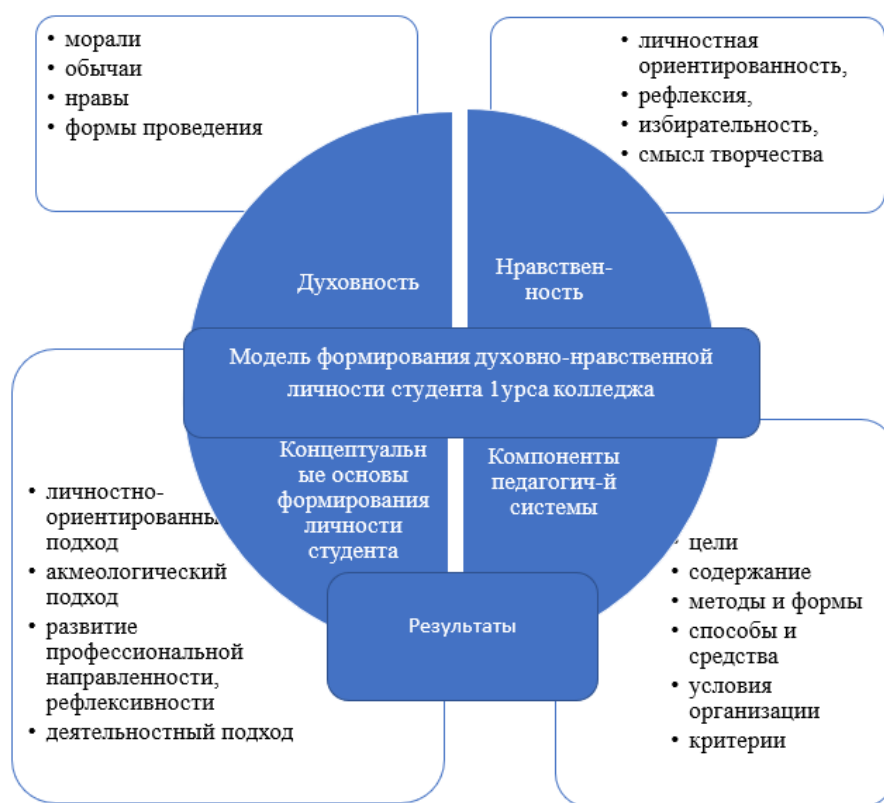 морали
обычаи
нравы
формы проведения
личностная
ориентированность,
рефлексия,
избирательность,
смысл творчества
Духовность
Нравствен-
ность
Модель формирования духовно-нравственной
личности студента 1урса колледжа
Концептуальн
ые основы
формирования
личности
студента
Компоненты
педагогич-й
системы
личностно-
ориентированны
подход
акмеологический
подход
развитие
профессиональной
направленности,
рефлексивности
деятельностный подход
цели
содержание
методы и формы
способы и
средства
условия
организации
критерии
Результаты